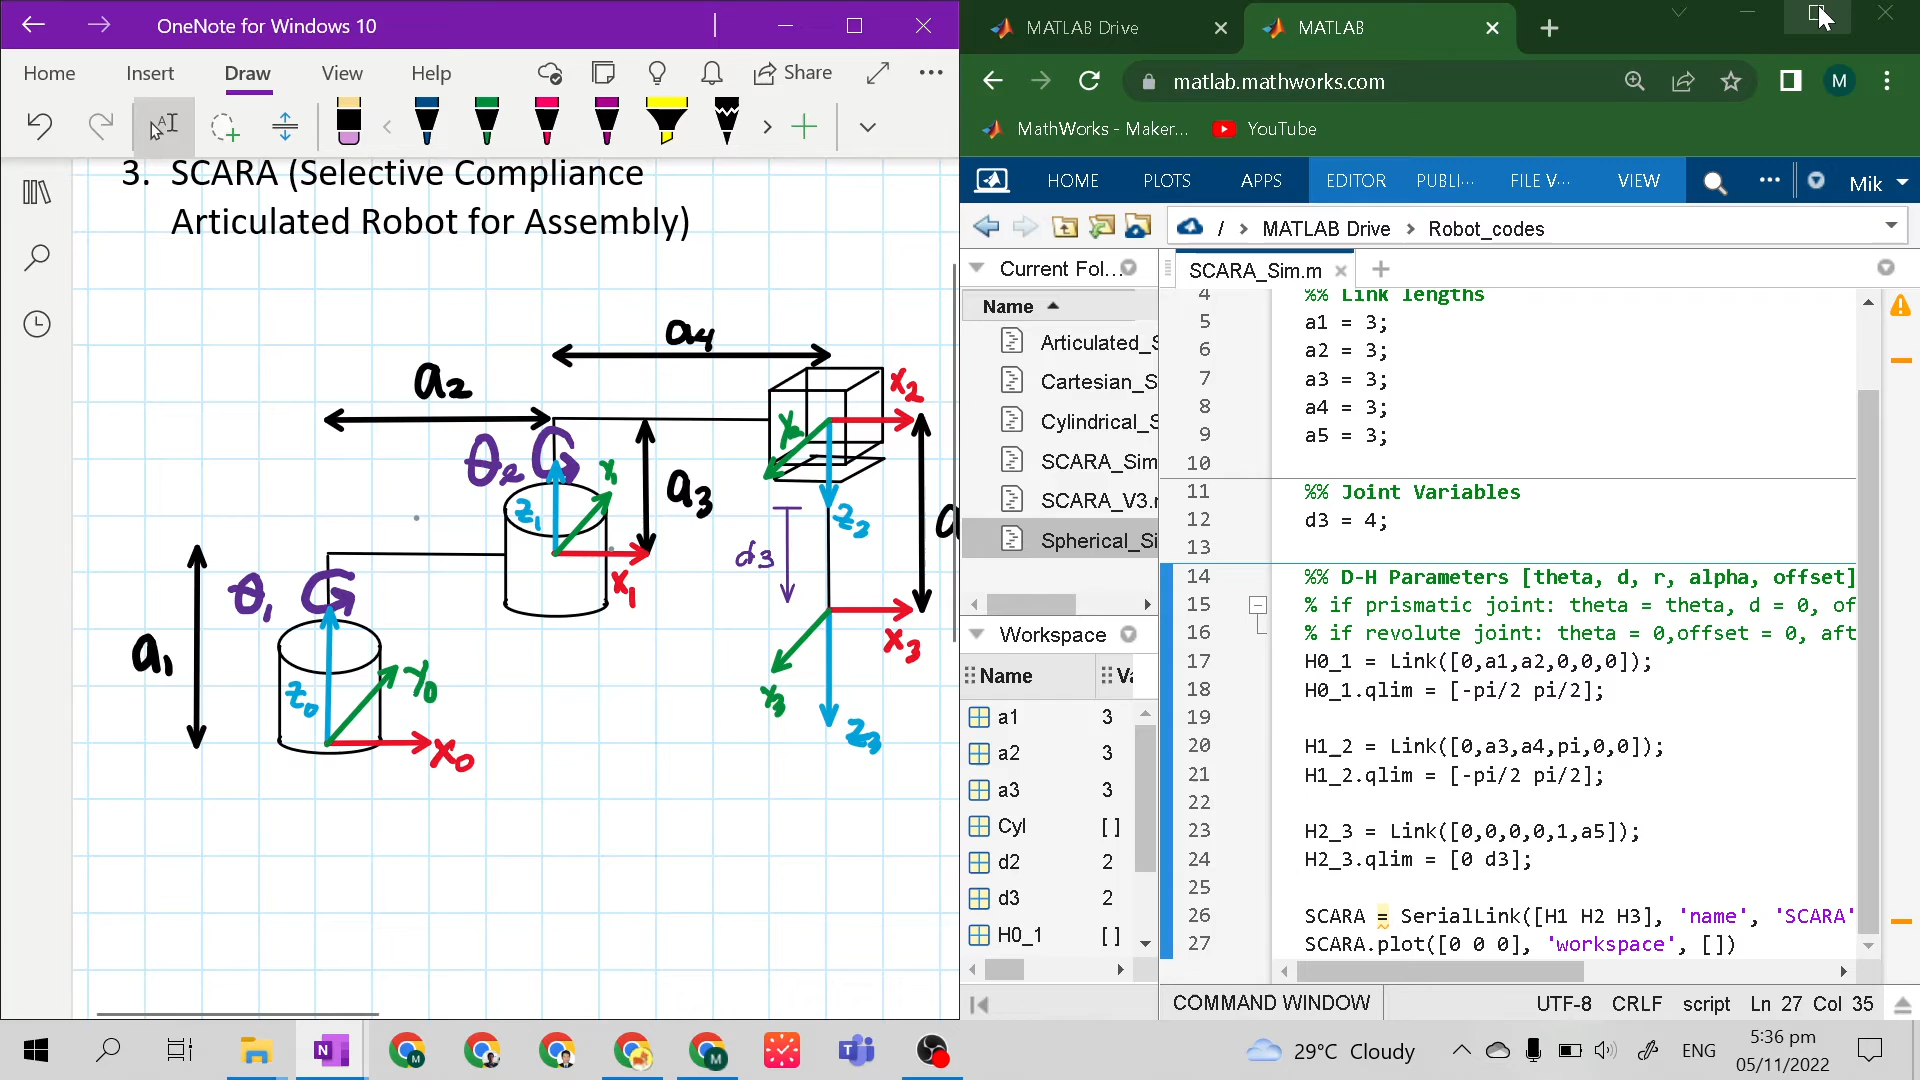 OneNote for Windows 10
Home Insert Draw View Help Share
3. SCARA (Selective Compliance
Articulated Robot for Assembly)
a4
a2
x2
y2
θ2
y1
a3
z1
z2
d3
x1
θ1
a1
y0
z0
x3
y3
z3
x0
MATLAB Drive
MATLAB
matlab.mathworks.com
M
MathWorks - Maker...
YouTube
HOME PLOTS APPS EDITOR PUBLI... FILE V... VIEW
Mik
/ MATLAB Drive Robot_codes
Current Fol...
Name
Articulated_S
Cartesian_S
Cylindrical_S
SCARA_Sim
SCARA_V3.
Spherical_Si
Workspace
Name
a1 3
a2 3
a3 3
Cyl [ ]
d2 2
d3 2
H0_1 [ ]
SCARA_Sim.m
4 %% Link lengths
5 a1 = 3;
6 a2 = 3;
7 a3 = 3;
8 a4 = 3;
9 a5 = 3;
10
11 %% Joint Variables
12 d3 = 4;
13
14 %% D-H Parameters [theta, d, r, alpha, offset]
15 % if prismatic joint: theta = theta, d = 0, of
16 % if revolute joint: theta = 0,offset = 0, aft
17 H0_1 = Link([0,a1,a2,0,0,0]);
18 H0_1.qlim = [-pi/2 pi/2];
19
20 H1_2 = Link([0,a3,a4,pi,0,0]);
21 H1_2.qlim = [-pi/2 pi/2];
22
23 H2_3 = Link([0,0,0,0,1,a5]);
24 H2_3.qlim = [0 d3];
25
26 SCARA = SerialLink([H1 H2 H3], 'name', 'SCARA'
27 SCARA.plot([0 0 0], 'workspace', [])
COMMAND WINDOW
UTF-8 CRLF script Ln 27 Col 35
29°C Cloudy
ENG
5:36 pm
05/11/2022